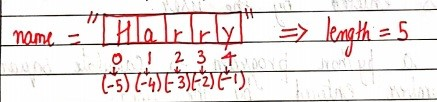 name = "Harry" ⇒ length = 5
0 1 2 3 4
(-5) (-4) (-3) (-2) (-1)